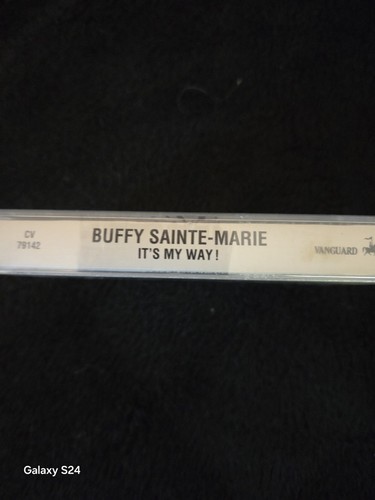 CV
79142
BUFFY SAINTE-MARIE
IT'S MY WAY!
VANGUARD
Galaxy S24